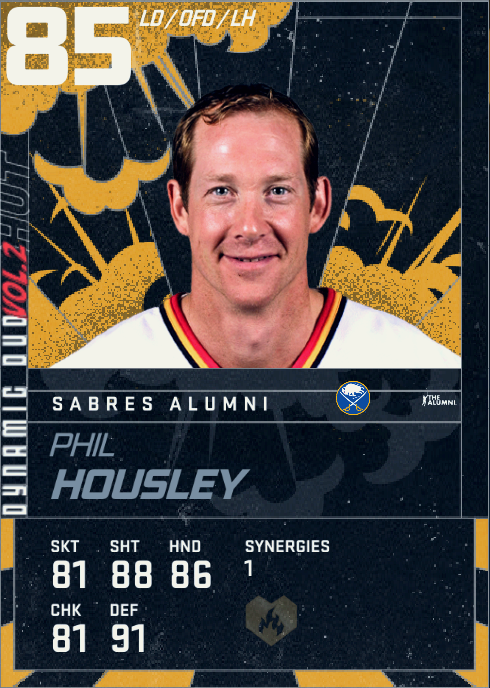 85
LD / OFD / LH
DYNAMIC DUO VOL.2 HUT
SABRES ALUMNI
THE
ALUMNI
PHIL
HOUSLEY
SKT SHT HND SYNERGIES
81 88 86 1
CHK DEF
81 91